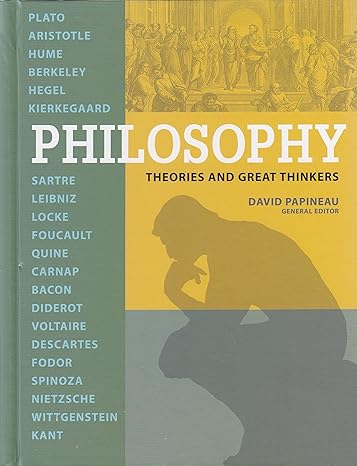 PLATO
ARISTOTLE
HUME
BERKELEY
HEGEL
KIERKEGAARD
PHILOSOPHY
THEORIES AND GREAT THINKERS
DAVID PAPINEAU
GENERAL EDITOR
SARTRE
LEIBNIZ
LOCKE
FOUCAULT
QUINE
CARNAP
BACON
DIDEROT
VOLTAIRE
DESCARTES
FODOR
SPINOZA
NIETZSCHE
WITTGENSTEIN
KANT